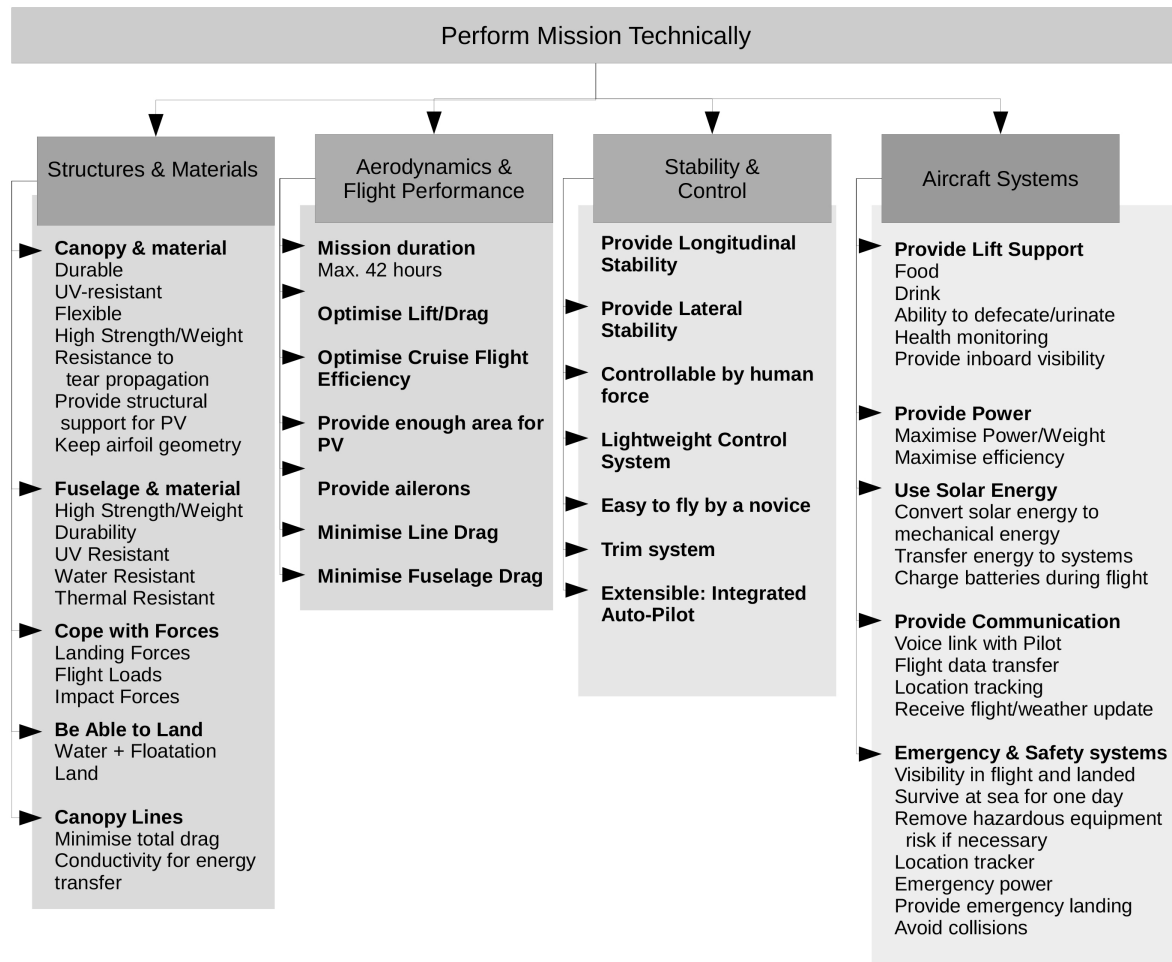 Perform Mission Technically
Structures & Materials
Canopy & material
Durable
UV-resistant
Flexible
High Strength/Weight
Resistance to
tear propagation
Provide structural
support for PV
Keep airfoil geometry
Fuselage & material
High Strength/Weight
Durability
UV Resistant
Water Resistant
Thermal Resistant
Cope with Forces
Landing Forces
Flight Loads
Impact Forces
Be Able to Land
Water + Floatation
Land
Canopy Lines
Minimise total drag
Conductivity for energy
transfer
Aerodynamics &
Flight Performance
Mission duration
Max. 42 hours
Optimise Lift/Drag
Optimise Cruise Flight
Efficiency
Provide enough area for
PV
Provide ailerons
Minimise Line Drag
Minimise Fuselage Drag
Stability &
Control
Provide Longitudinal
Stability
Provide Lateral
Stability
Controllable by human
force
Lightweight Control
System
Easy to fly by a novice
Trim system
Extensible: Integrated
Auto-Pilot
Aircraft Systems
Provide Lift Support
Food
Drink
Ability to defecate/urinate
Health monitoring
Provide inboard visibility
Provide Power
Maximise Power/Weight
Maximise efficiency
Use Solar Energy
Convert solar energy to
mechanical energy
Transfer energy to systems
Charge batteries during flight
Provide Communication
Voice link with Pilot
Flight data transfer
Location tracking
Receive flight/weather update
Emergency & Safety systems
Visibility in flight and landed
Survive at sea for one day
Remove hazardous equipment
risk if necessary
Location tracker
Emergency power
Provide emergency landing
Avoid collisions